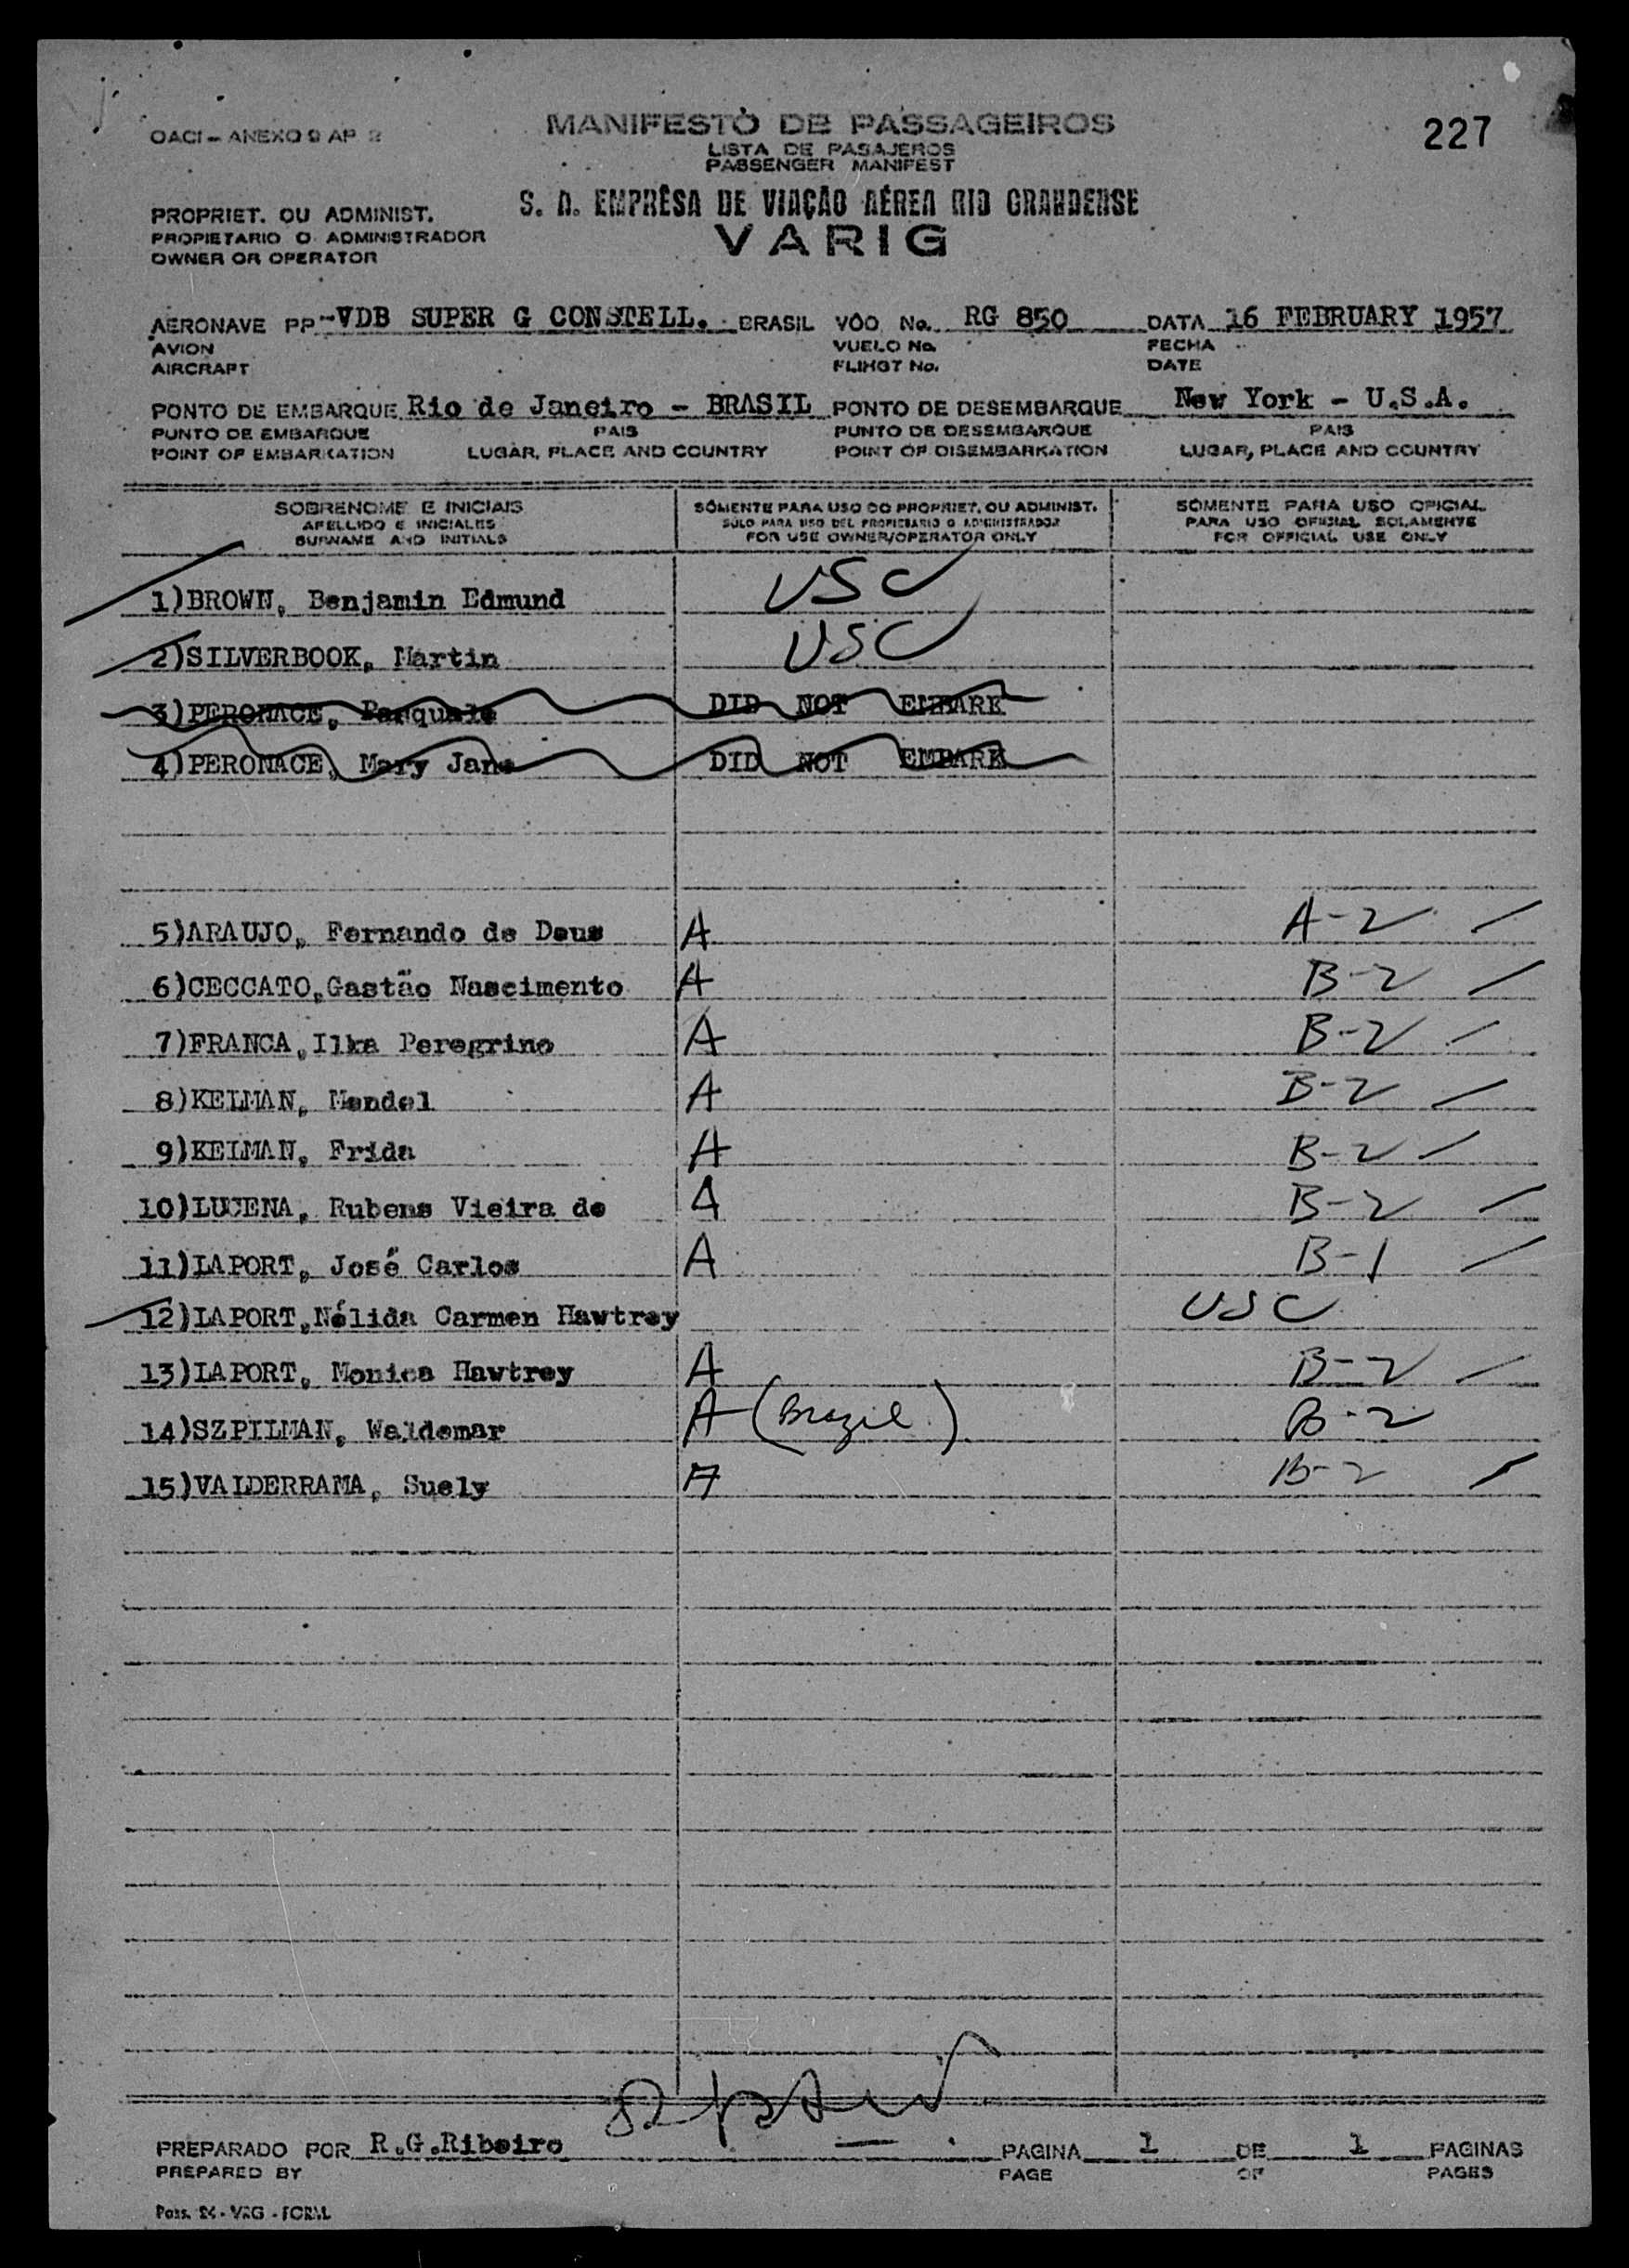 OACI - ANEXO 9 AP 2
MANIFESTO DE PASSAGEIROS
LISTA DE PASAJEROS
PASSENGER MANIFEST
227
S. A. EMPRÊSA DE VIAÇÃO AÉREA RIO GRANDENSE
VARIG
PROPRIET. OU ADMINIST.
PROPIETARIO O ADMINISTRADOR
OWNER OR OPERATOR
AERONAVE PP-VDB SUPER G CONSTELL. BRASIL VÔO No. RG 850 DATA 16 FEBRUARY 1957
AVION VUELO No. FECHA
AIRCRAFT FLIHGT No. DATE
PONTO DE EMBARQUE Rio de Janeiro - BRASIL PONTO DE DESEMBARQUE New York - U.S.A.
PUNTO DE EMBARQUE PAIS PUNTO DE DESEMBARQUE PAIS
POINT OF EMBARKATION LUGAR, PLACE AND COUNTRY POINT OF DISEMBARKATION LUGAR, PLACE AND COUNTRY
SOBRENOME E INICIAIS SÓMENTE PARA USO DO PROPRIET. OU ADMINIST. SÓMENTE PARA USO OFICIAL
APELLIDO E INICIALES SÓLO PARA USO DEL PROPIETARIO O ADMINISTRADOR PARA USO OFICIAL SOLAMENTE
SURNAME AND INITIALS FOR USE OWNER/OPERATOR ONLY FOR OFFICIAL USE ONLY
1)BROWN, Benjamin Edmund USC
2)SILVERBOOK, Martin USC
3)PERONACE, Pasquale DID NOT EMBARK
4)PERONACE, Mary Jane DID NOT EMBARK
5)ARAUJO, Fernando de Deus A A-2
6)CECCATO,Gastão Nascimento A B-2
7)FRANCA,Ilka Peregrino A B-2
8)KELMAN, Mendel A B-2
9)KELMAN, Frida A B-2
10)LUCENA, Rubens Vieira de A B-2
11)LAPORT, José Carlos A B-1
12)LAPORT,Nélida Carmen Hawtrey USC
13)LAPORT, Monica Hawtrey A B-2
14)SZPILMAN, Waldemar A (Brazil) B-2
15)VALDERRAMA, Suely A B-2
PREPARADO POR R.G.Ribeiro PAGINA 1 DE 1 PAGINAS
PREPARED BY PAGE OF PAGES
Pass. 24 - VRG - FORM.